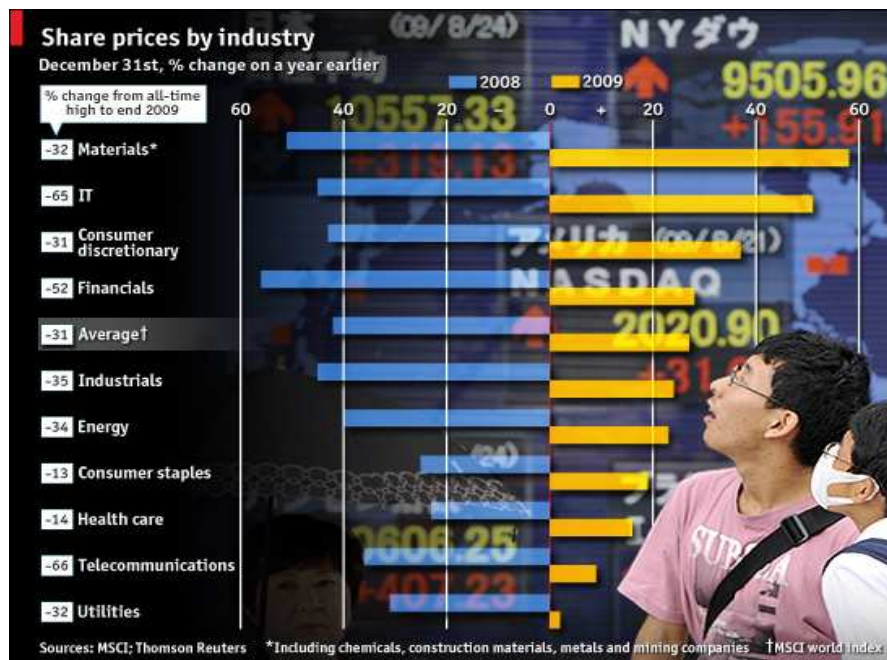 Share prices by industry
December 31st, % change on a year earlier
2008 2009
% change from all-time
high to end 2009
60 40 20 – 0 + 20 40 60
-32 Materials*
-65 IT
-31 Consumer
discretionary
-52 Financials
-31 Average†
-35 Industrials
-34 Energy
-13 Consumer staples
-14 Health care
-66 Telecommunications
-32 Utilities
(09/8/24)
NYダウ
10557.33
9505.96
+319.13
+155.91
アメリカ (09/8/21)
NASDAQ
2020.90
+31
/24)
0606.25
+407.23
SUB
Sources: MSCI; Thomson Reuters *Including chemicals, construction materials, metals and mining companies †MSCI world index